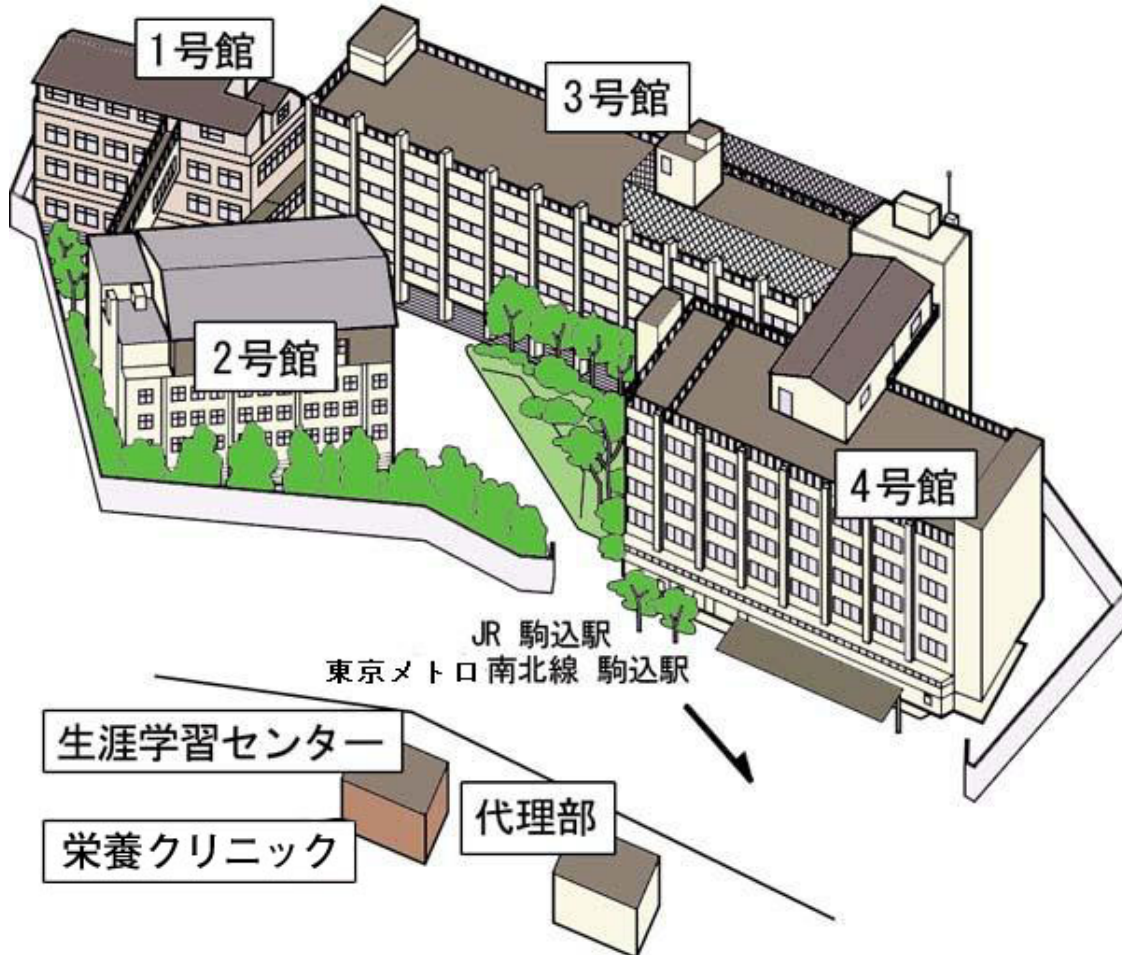 1号館
3号館
2号館
4号館
JR 駒込駅
東京メトロ 南北線 駒込駅
生涯学習センター
代理部
栄養クリニック